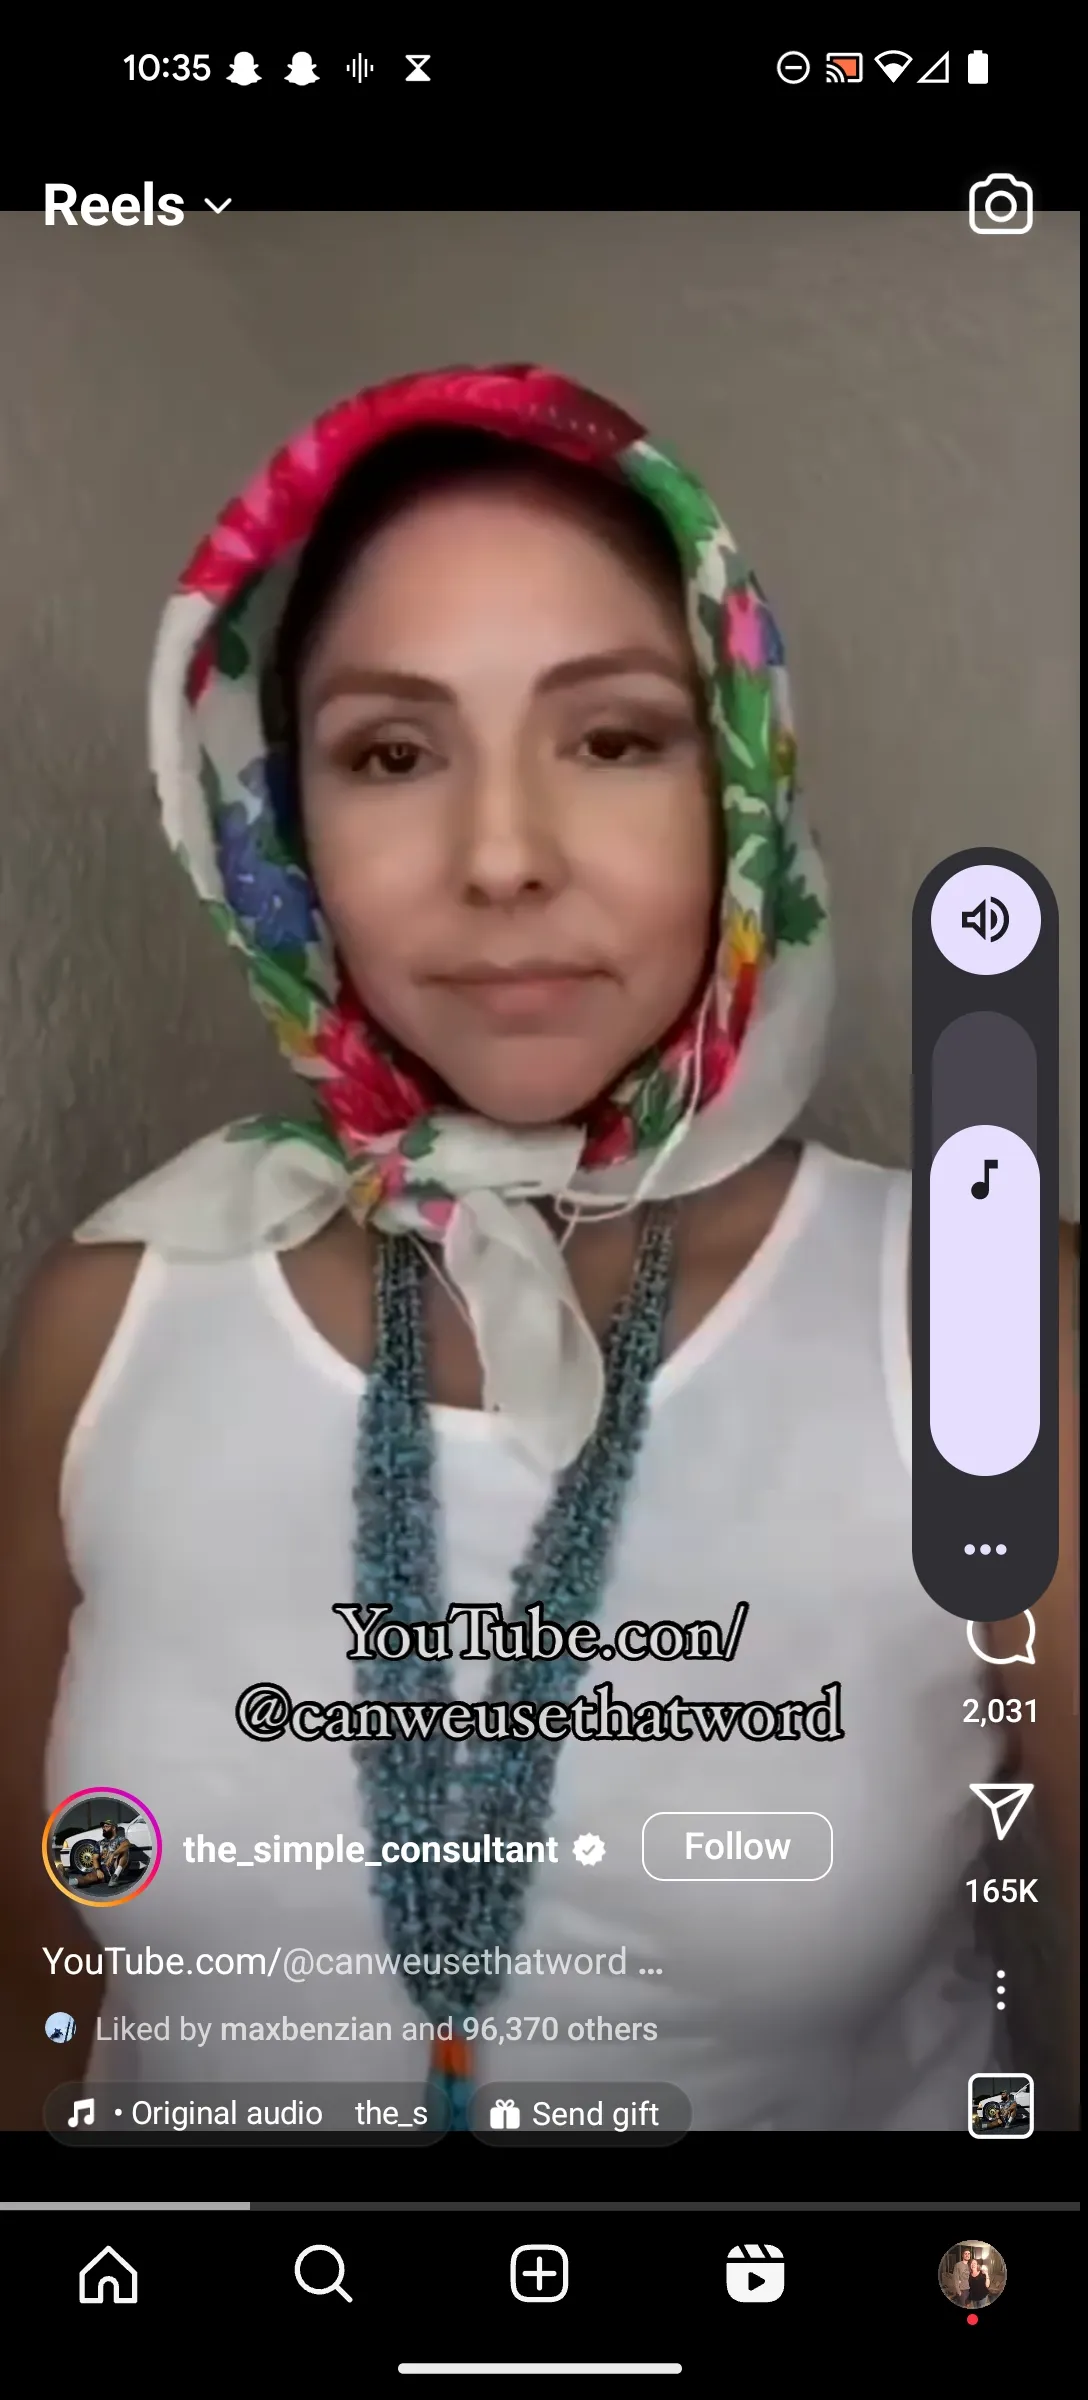 10:35
Reels
YouTube.con/
@canweusethatword
2,031
the_simple_consultant
Follow
165K
YouTube.com/@canweusethatword ...
Liked by maxbenzian and 96,370 others
• Original audio the_s
Send gift